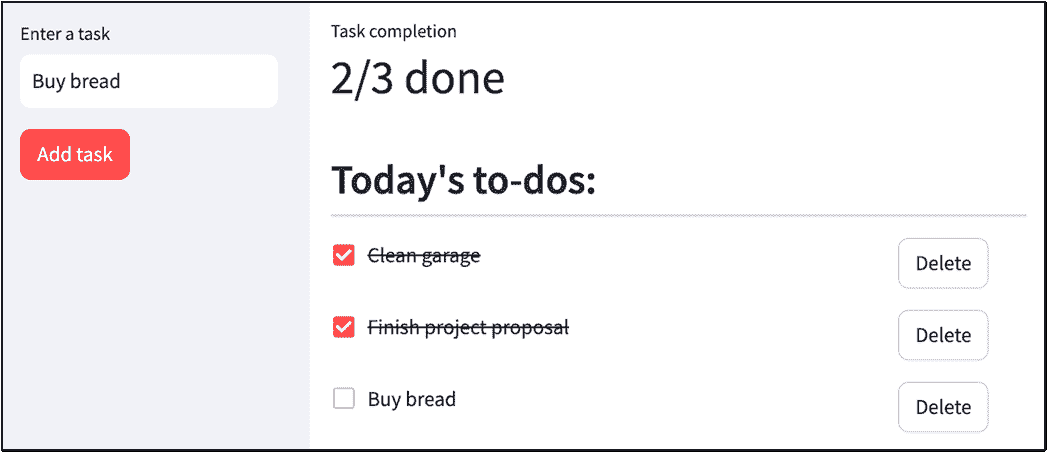 Enter a task
Buy bread
Add task
Task completion
2/3 done
Today's to-dos:
Clean garage
Delete
Finish project proposal
Delete
Buy bread
Delete